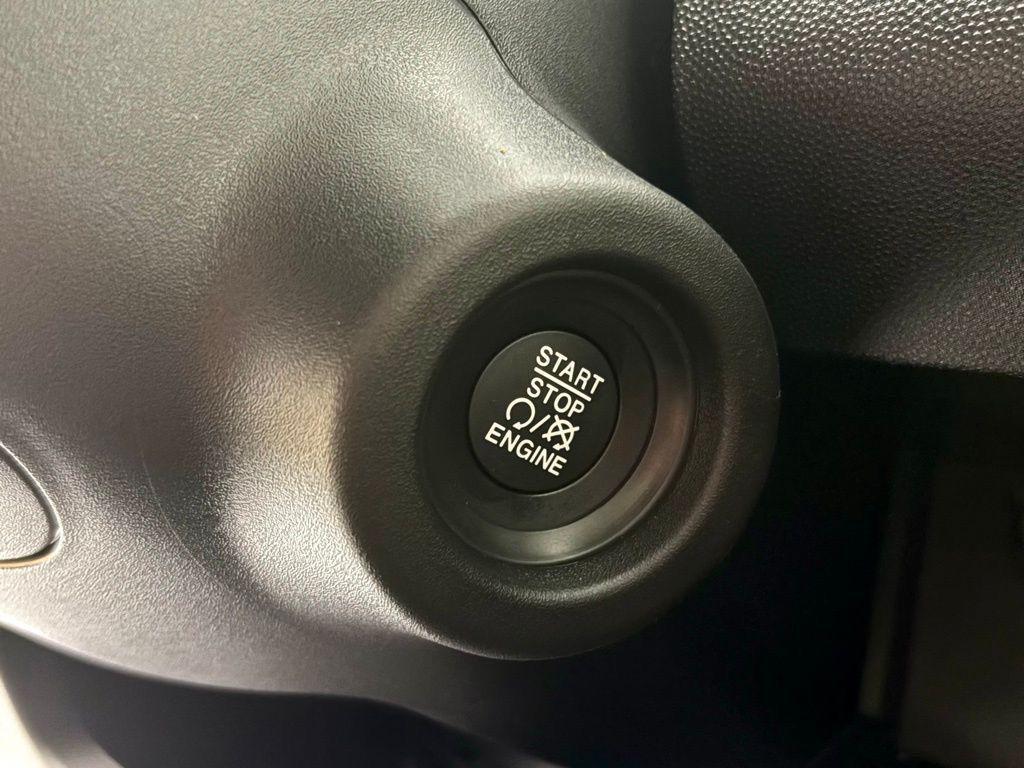 START
STOP
/
ENGINE